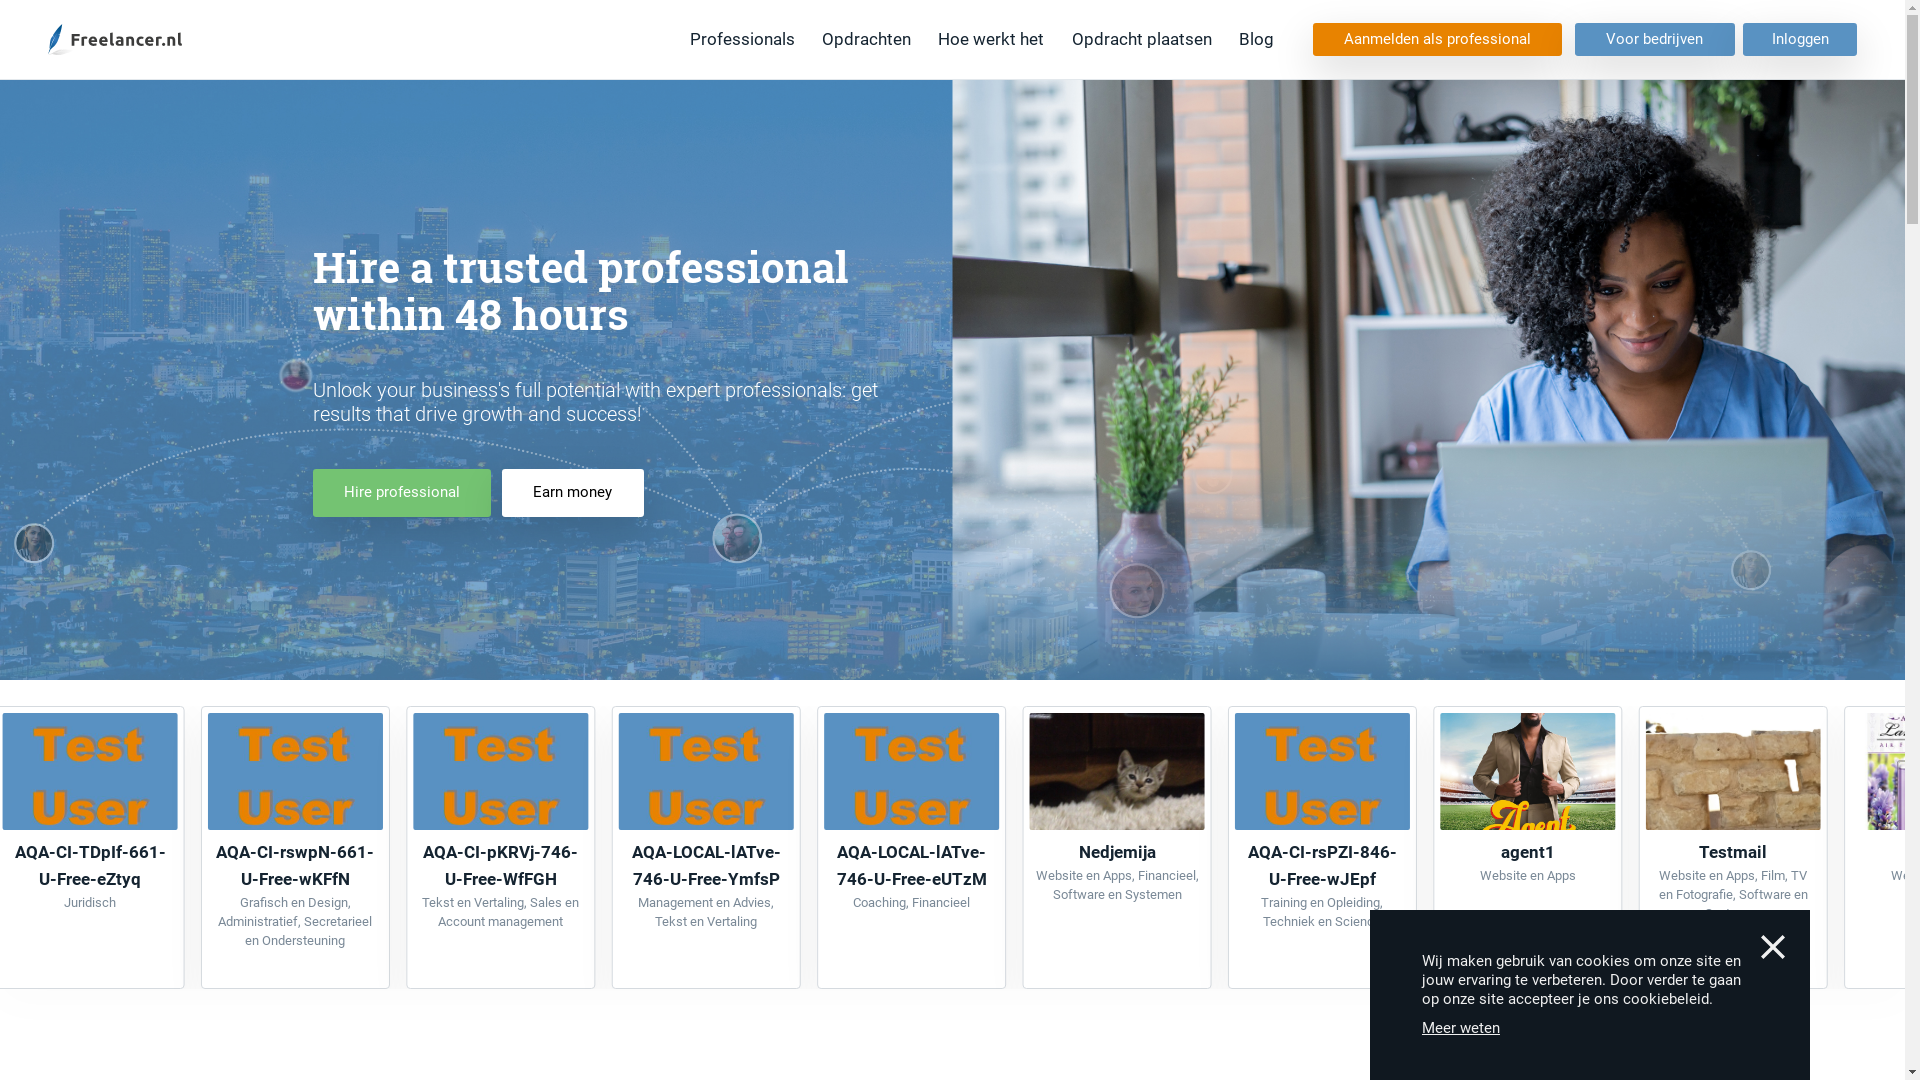 Freelancer.nl
Professionals
Opdrachten
Hoe werkt het
Opdracht plaatsen
Blog
Aanmelden als professional
Voor bedrijven
Inloggen
Hire a trusted professional
within 48 hours
Unlock your business's full potential with expert professionals: get
results that drive growth and success!
Hire professional
Earn money
Test
User
AQA-CI-TDpIf-661-
U-Free-eZtyq
Juridisch
Test
User
AQA-CI-rswpN-661-
U-Free-wKFfN
Grafisch en Design,
Administratief, Secretarieel
en Ondersteuning
Test
User
AQA-CI-pKRVj-746-
U-Free-WfFGH
Tekst en Vertaling, Sales en
Account management
Test
User
AQA-LOCAL-lATve-
746-U-Free-YmfsP
Management en Advies,
Tekst en Vertaling
Test
User
AQA-LOCAL-lATve-
746-U-Free-eUTzM
Coaching, Financieel
Nedjemija
Website en Apps, Financieel,
Software en Systemen
Test
User
AQA-CI-rsPZI-846-
U-Free-wJEpf
Training en Opleiding,
Techniek en
Agent
agent1
Website en Apps
Testmail
Website en Apps, Film, TV
en Fotografie, Software en
Wij maken gebruik van cookies om onze site en
jouw ervaring te verbeteren. Door verder te gaan
op onze site accepteer je ons cookiebeleid.
Meer weten